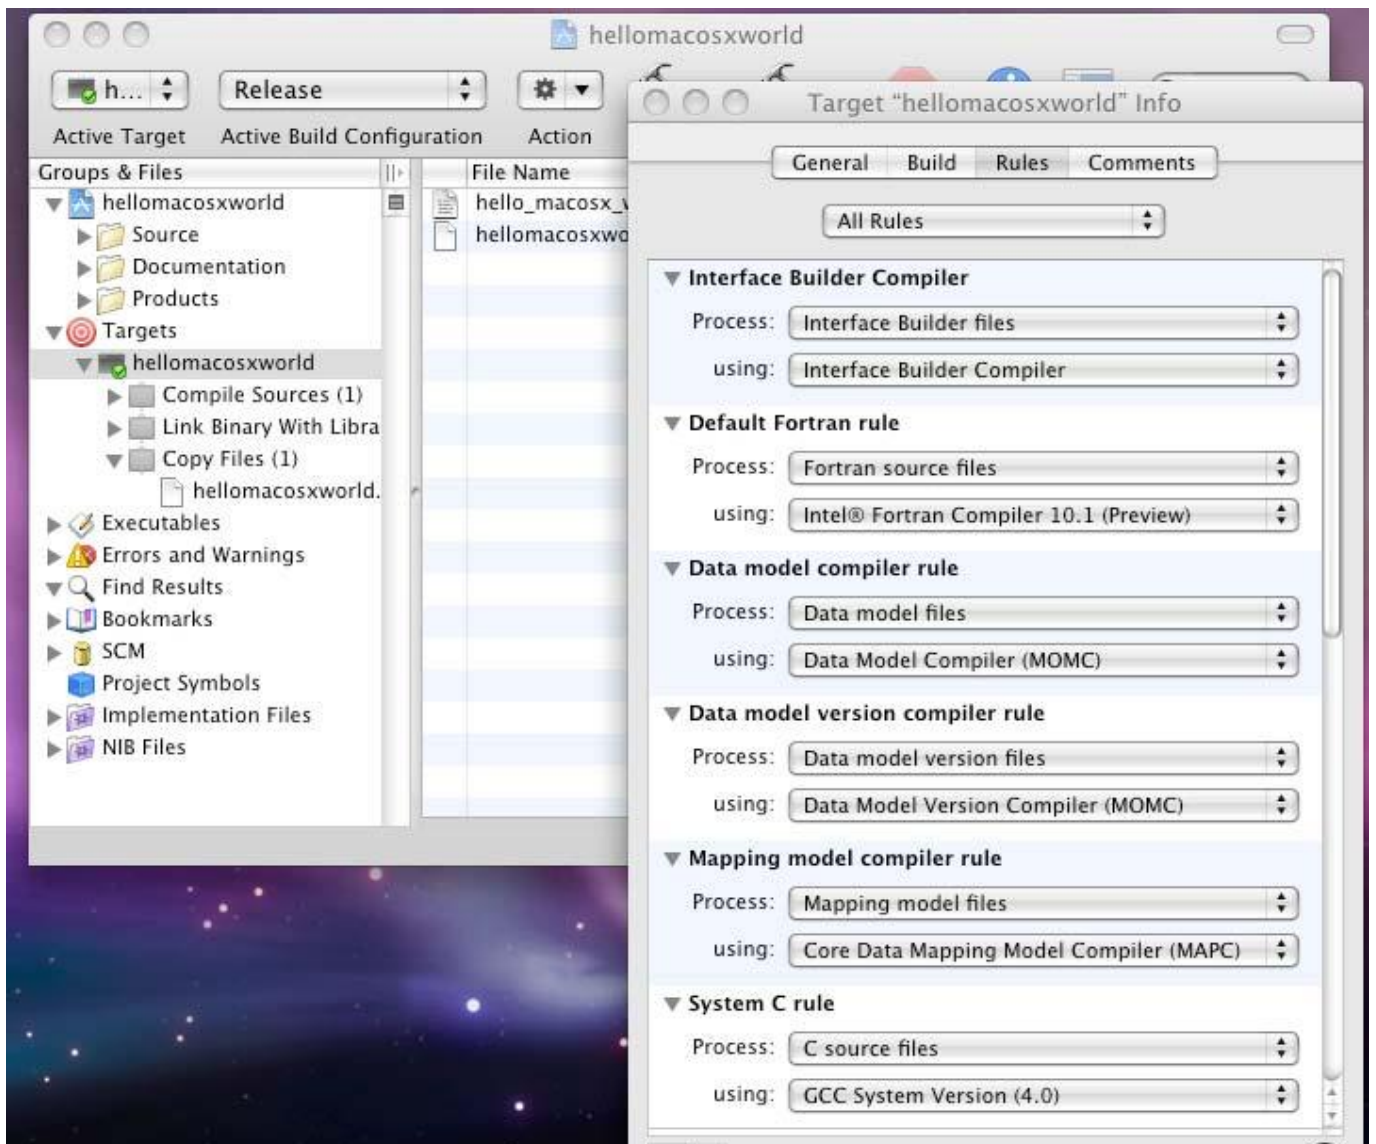 hellomacosxworld
h...
Release
Active Target
Active Build Configuration
Action
Groups & Files
File Name
hellomacosxworld
Source
Documentation
Products
Targets
hellomacosxworld
Compile Sources (1)
Link Binary With Libra
Copy Files (1)
hellomacosxworld.
Executables
Errors and Warnings
Find Results
Bookmarks
SCM
Project Symbols
Implementation Files
NIB Files
hello_macosx_
hellomacosxwo
Target “hellomacosxworld” Info
General Build Rules Comments
All Rules
Interface Builder Compiler
Process: Interface Builder files
using: Interface Builder Compiler
Default Fortran rule
Process: Fortran source files
using: Intel® Fortran Compiler 10.1 (Preview)
Data model compiler rule
Process: Data model files
using: Data Model Compiler (MOMC)
Data model version compiler rule
Process: Data model version files
using: Data Model Version Compiler (MOMC)
Mapping model compiler rule
Process: Mapping model files
using: Core Data Mapping Model Compiler (MAPC)
System C rule
Process: C source files
using: GCC System Version (4.0)